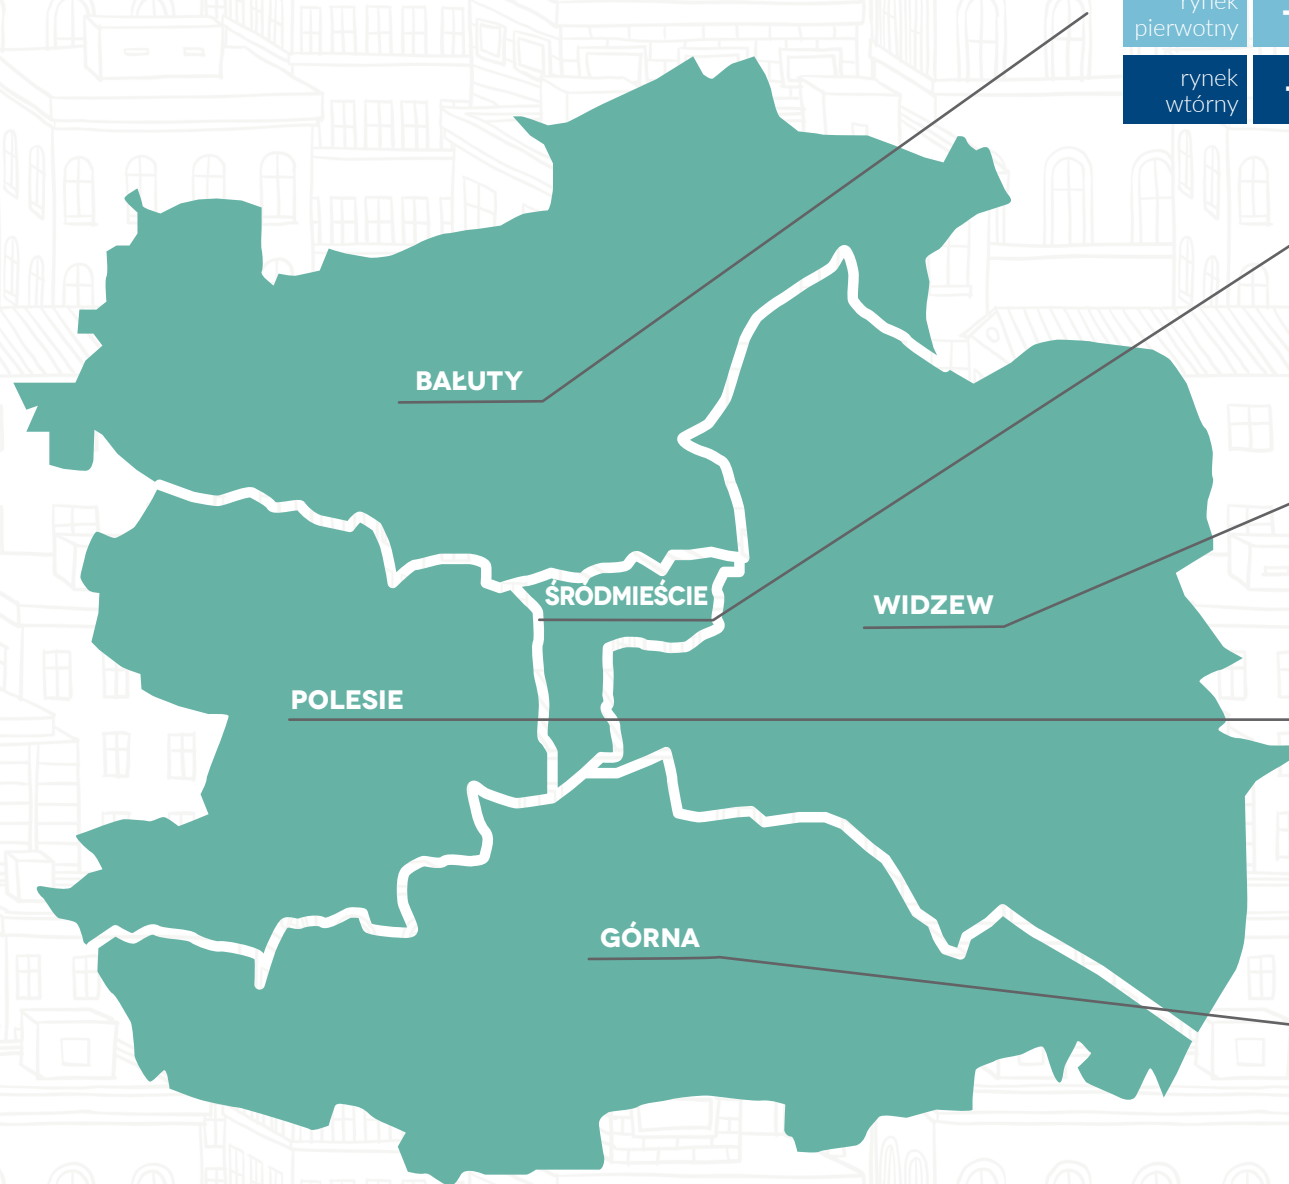 rynek
pierwotny
rynek
wtórny
BAŁUTY
ŚRÓDMIEŚCIE
WIDZEW
POLESIE
GÓRNA